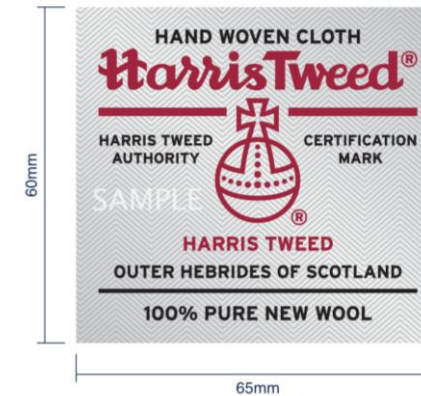 HAND WOVEN CLOTH
Harris Tweed®
HARRIS TWEED AUTHORITY
CERTIFICATION MARK
SAMPLE
®
HARRIS TWEED
OUTER HEBRIDES OF SCOTLAND
100% PURE NEW WOOL
60mm
65mm